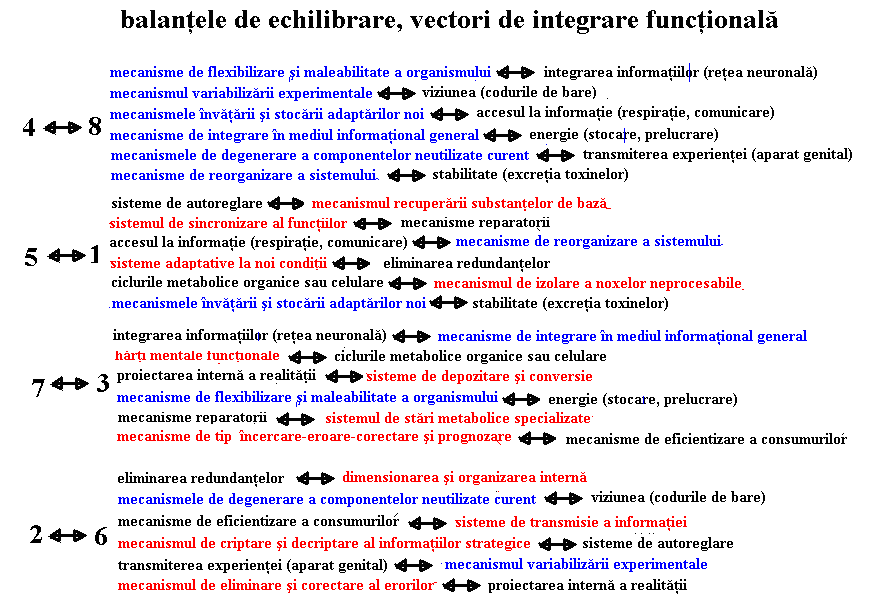 balanțele de echilibrare, vectori de integrare funcțională
mecanisme de flexibilizare și maleabilitate a organismului ↔ integrarea informațiilor (rețea neuronală)
mecanismul variabilizării experimentale ↔ viziunea (codurile de bare)
mecanismele învățării și stocării adaptărilor noi ↔ accesul la informație (respirație, comunicare)
4 ↔ 8 mecanisme de integrare în mediul informațional general ↔ energie (stocare, prelucrare)
mecanismele de degenerare a componentelor neutilizate curent ↔ transmiterea experienței (aparat genital)
mecanisme de reorganizare a sistemului ↔ stabilitate (excreția toxinelor)
sisteme de autoreglare ↔ mecanismul recuperării substanțelor de bază
sistemul de sincronizare al funcțiilor ↔ mecanisme reparatorii
accesul la informație (respirație, comunicare) ↔ mecanisme de reorganizare a sistemului
5 ↔ 1 sisteme adaptative la noi condiții ↔ eliminarea redundanțelor
ciclurile metabolice organice sau celulare ↔ mecanismul de izolare a noxelor neprocesabile
mecanismele învățării și stocării adaptărilor noi ↔ stabilitate (excreția toxinelor)
integrarea informațiilor (rețea neuronală) ↔ mecanisme de integrare în mediul informațional general
hărți mentale funcționale ↔ ciclurile metabolice organice sau celulare
7 ↔ 3 proiectarea internă a realității ↔ sisteme de depozitare și conversie
mecanisme de flexibilizare și maleabilitate a organismului ↔ energie (stocare, prelucrare)
mecanisme reparatorii ↔ sistemul de stări metabolice specializate
mecanisme de tip încercare-eroare-corectare și prognozare ↔ mecanisme de eficientizare a consumurilor
eliminarea redundanțelor ↔ dimensionarea și organizarea internă
mecanismele de degenerare a componentelor neutilizate curent ↔ viziunea (codurile de bare)
mecanisme de eficientizare a consumurilor ↔ sisteme de transmisie a informației
2 ↔ 6 mecanismul de criptare și decriptare al informațiilor strategice ↔ sisteme de autoreglare
transmiterea experienței (aparat genital) ↔ mecanismul variabilizării experimentale
mecanismul de eliminare și corectare al erorilor ↔ proiectarea internă a realității